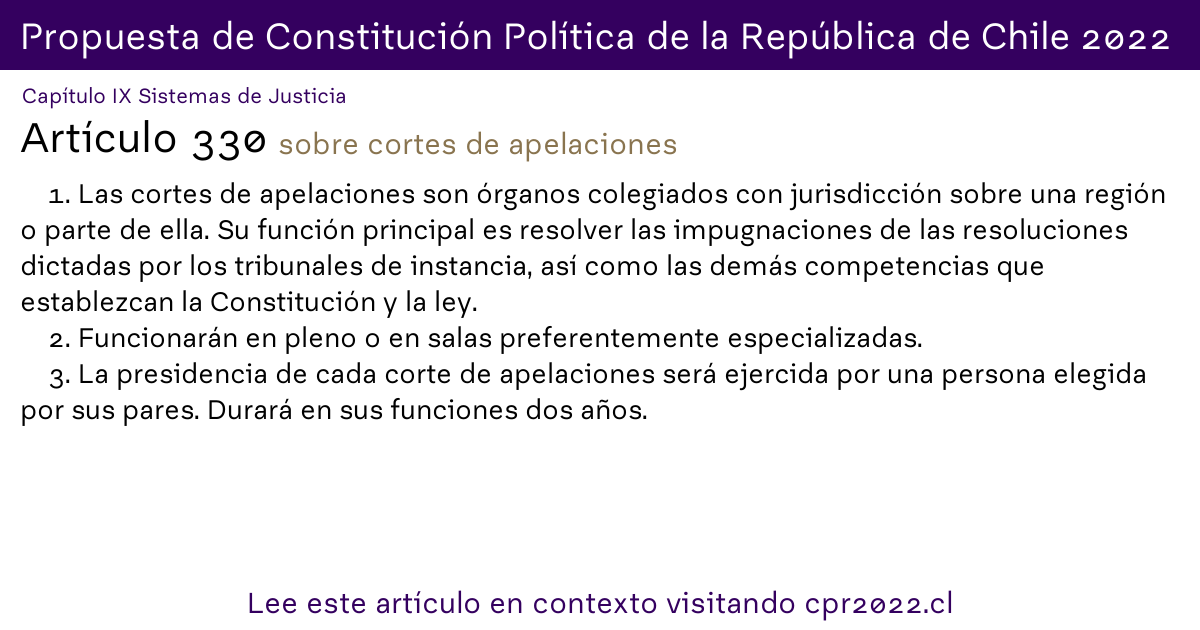 Propuesta de Constitución Política de la República de Chile 2022
Capítulo IX Sistemas de Justicia
Artículo 330 sobre cortes de apelaciones
1. Las cortes de apelaciones son órganos colegiados con jurisdicción sobre una región
o parte de ella. Su función principal es resolver las impugnaciones de las resoluciones
dictadas por los tribunales de instancia, así como las demás competencias que
establezcan la Constitución y la ley.
2. Funcionarán en pleno o en salas preferentemente especializadas.
3. La presidencia de cada corte de apelaciones será ejercida por una persona elegida
por sus pares. Durará en sus funciones dos años.
Lee este artículo en contexto visitando cpr2022.cl